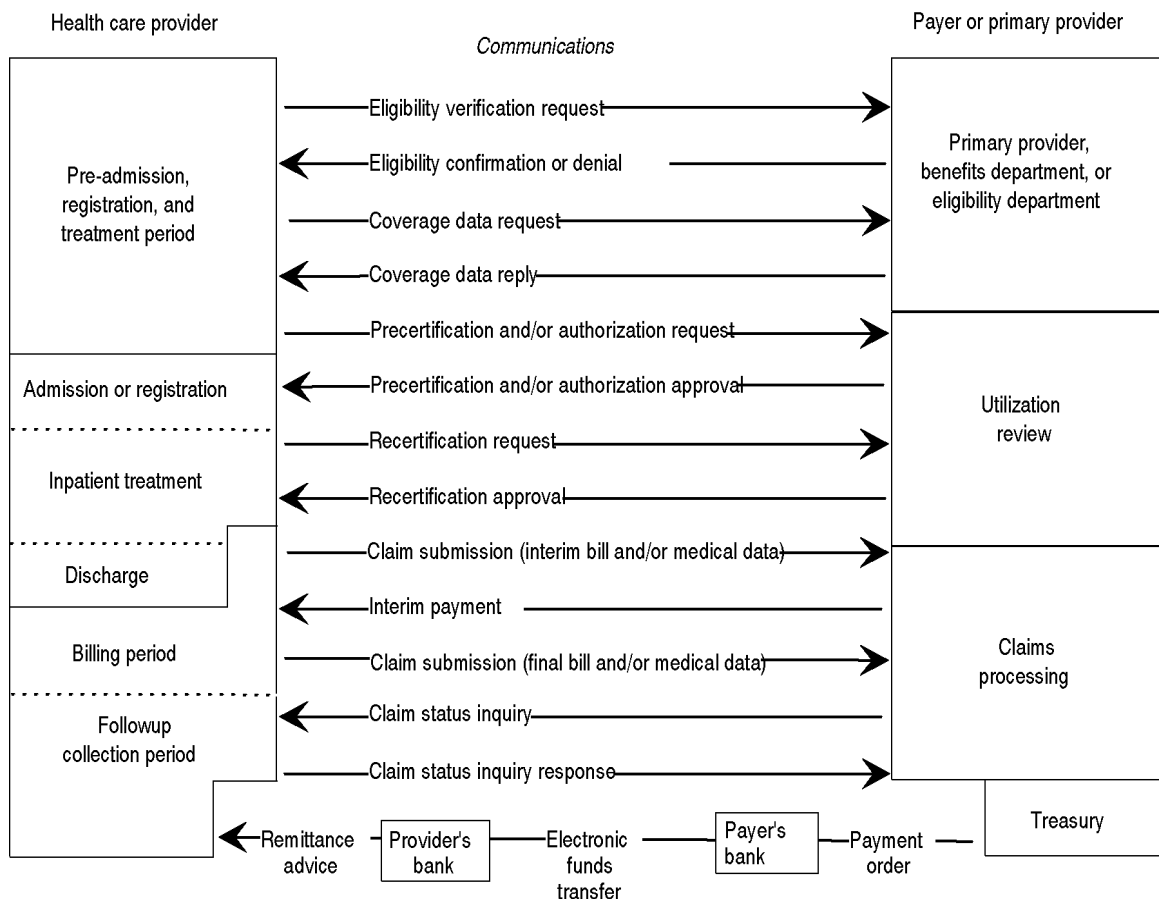 Health care provider
Communications
Payer or primary provider
Eligibility verification request
Eligibility confirmation or denial
Coverage data request
Coverage data reply
Precertification and/or authorization request
Precertification and/or authorization approval
Recertification request
Recertification approval
Claim submission (interim bill and/or medical data)
Interim payment
Claim submission (final bill and/or medical data)
Claim status inquiry
Claim status inquiry response
Pre-admission,
registration, and
treatment period
Admission or registration
Inpatient treatment
Discharge
Billing period
Followup
collection period
Primary provider,
benefits department, or
eligibility department
Utilization
review
Claims
processing
Treasury
Remittance
advice
Provider's
bank
Electronic
funds
transfer
Payer's
bank
Payment
order